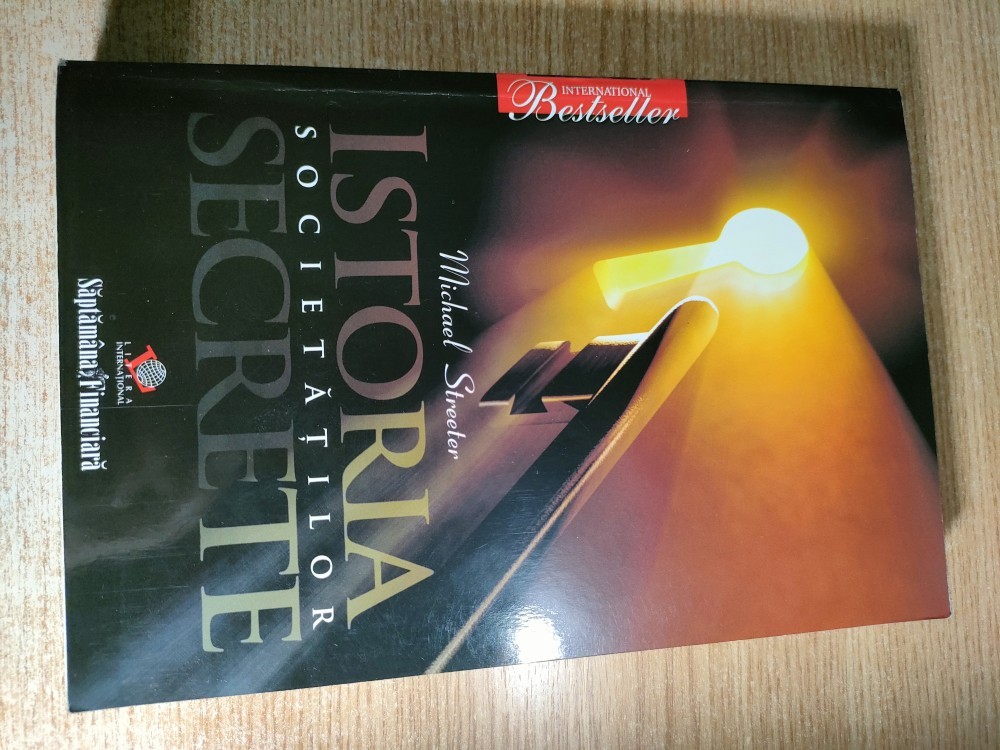 INTERNATIONAL
Bestseller
Michael Streeter
ISTORIA
SOCIETĂȚILOR
SECRETE
LITERA
INTERNAȚIONAL
Săptămâna Financiară